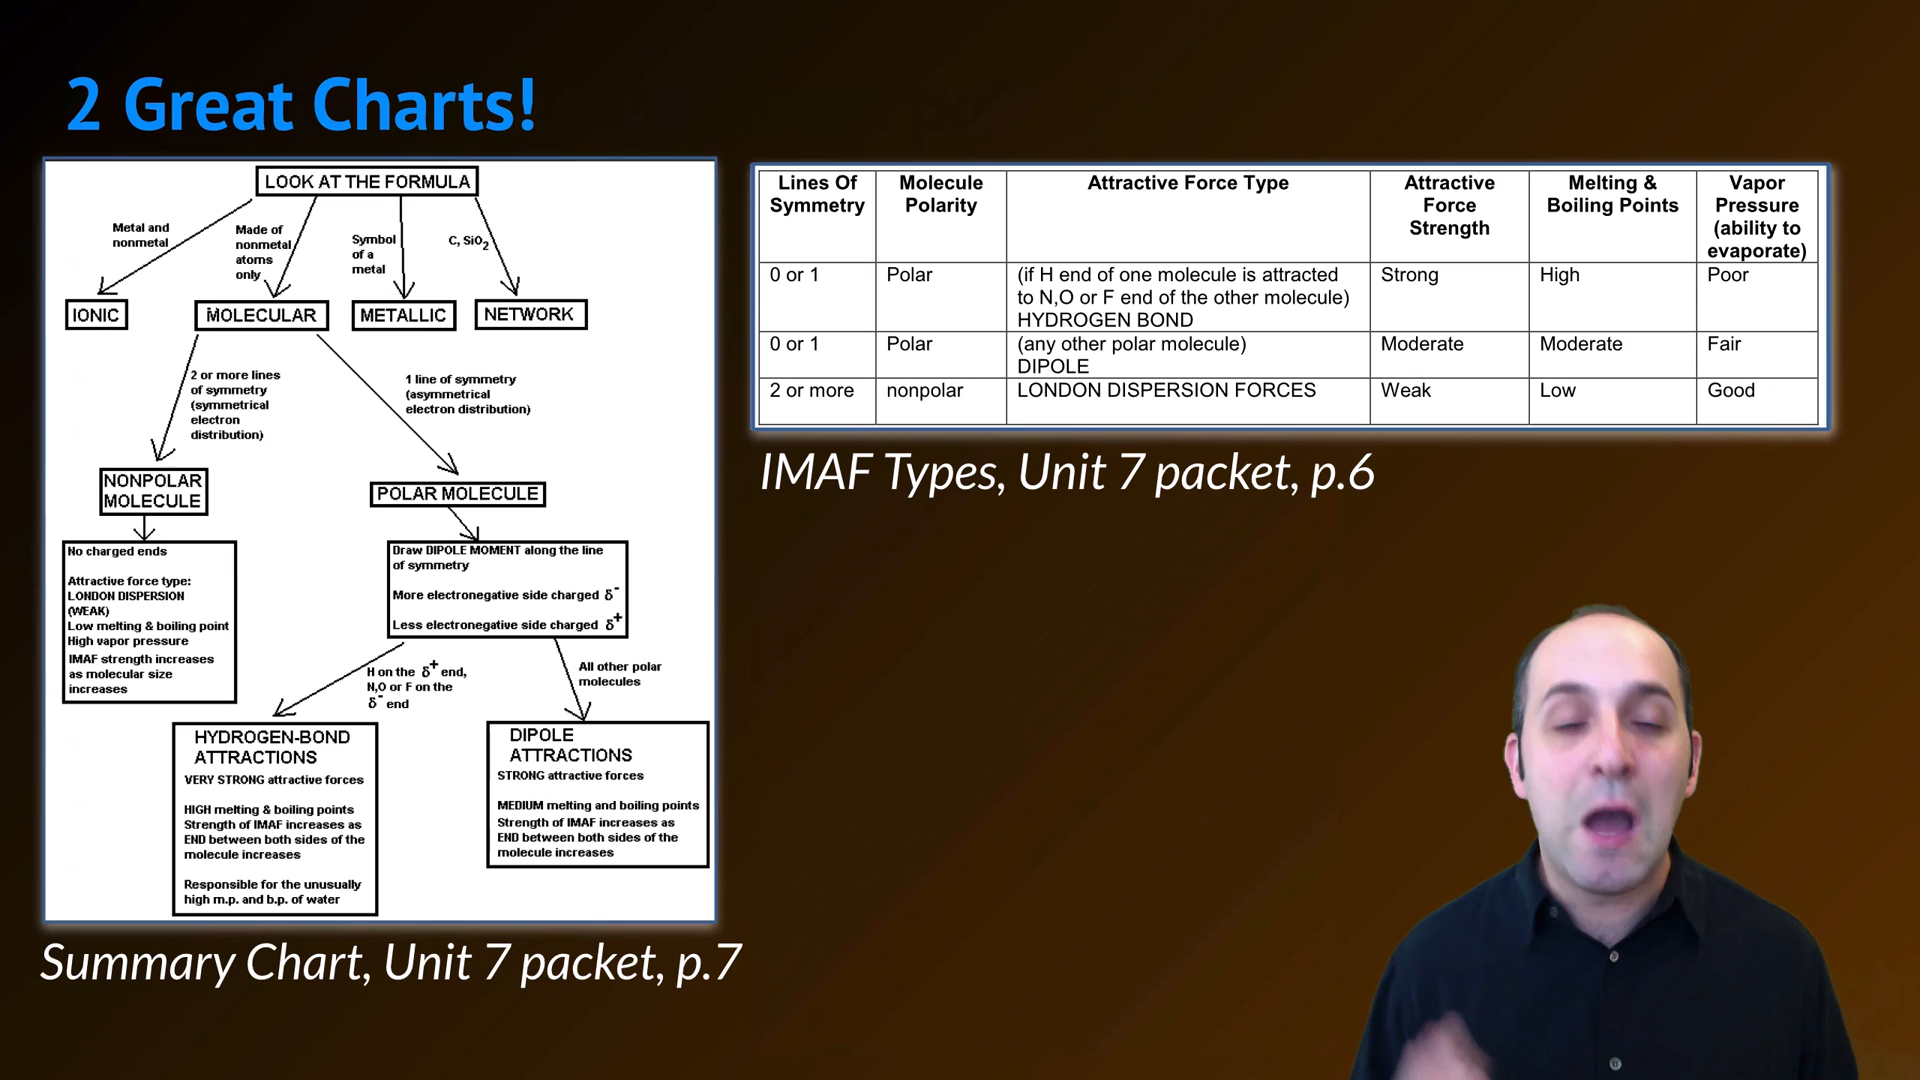 2 Great Charts!
LOOK AT THE FORMULA
Metal and
nonmetal
Made of
nonmetal
atoms
only
Symbol
of a
metal
C, SiO2
IONIC
MOLECULAR
METALLIC
NETWORK
2 or more lines
of symmetry
(symmetrical
electron
distribution)
1 line of symmetry
(asymmetrical
electron distribution)
NONPOLAR
MOLECULE
POLAR MOLECULE
No charged ends
Attractive force type:
LONDON DISPERSION
(WEAK)
Low melting & boiling point
High vapor pressure
IMAF strength increases
as molecular size
increases
Draw DIPOLE MOMENT along the line
of symmetry
More electronegative side charged δ-
Less electronegative side charged δ+
H on the δ+ end,
N,O or F on the
δ- end
All other polar
molecules
HYDROGEN-BOND
ATTRACTIONS
VERY STRONG attractive forces
HIGH melting & boiling points
Strength of IMAF increases as
END between both sides of the
molecule increases
Responsible for the unusually
high m.p. and b.p. of water
DIPOLE
ATTRACTIONS
STRONG attractive forces
MEDIUM melting and boiling points
Strength of IMAF increases as
END between both sides of the
molecule increases
Summary Chart, Unit 7 packet, p.7
Lines Of
Symmetry
Molecule
Polarity
Attractive Force Type
Attractive
Force
Strength
Melting &
Boiling Points
Vapor
Pressure
(ability to
evaporate)
0 or 1
Polar
(if H end of one molecule is attracted
to N,O or F end of the other molecule)
HYDROGEN BOND
Strong
High
Poor
0 or 1
Polar
(any other polar molecule)
DIPOLE
Moderate
Moderate
Fair
2 or more
nonpolar
LONDON DISPERSION FORCES
Weak
Low
Good
IMAF Types, Unit 7 packet, p.6